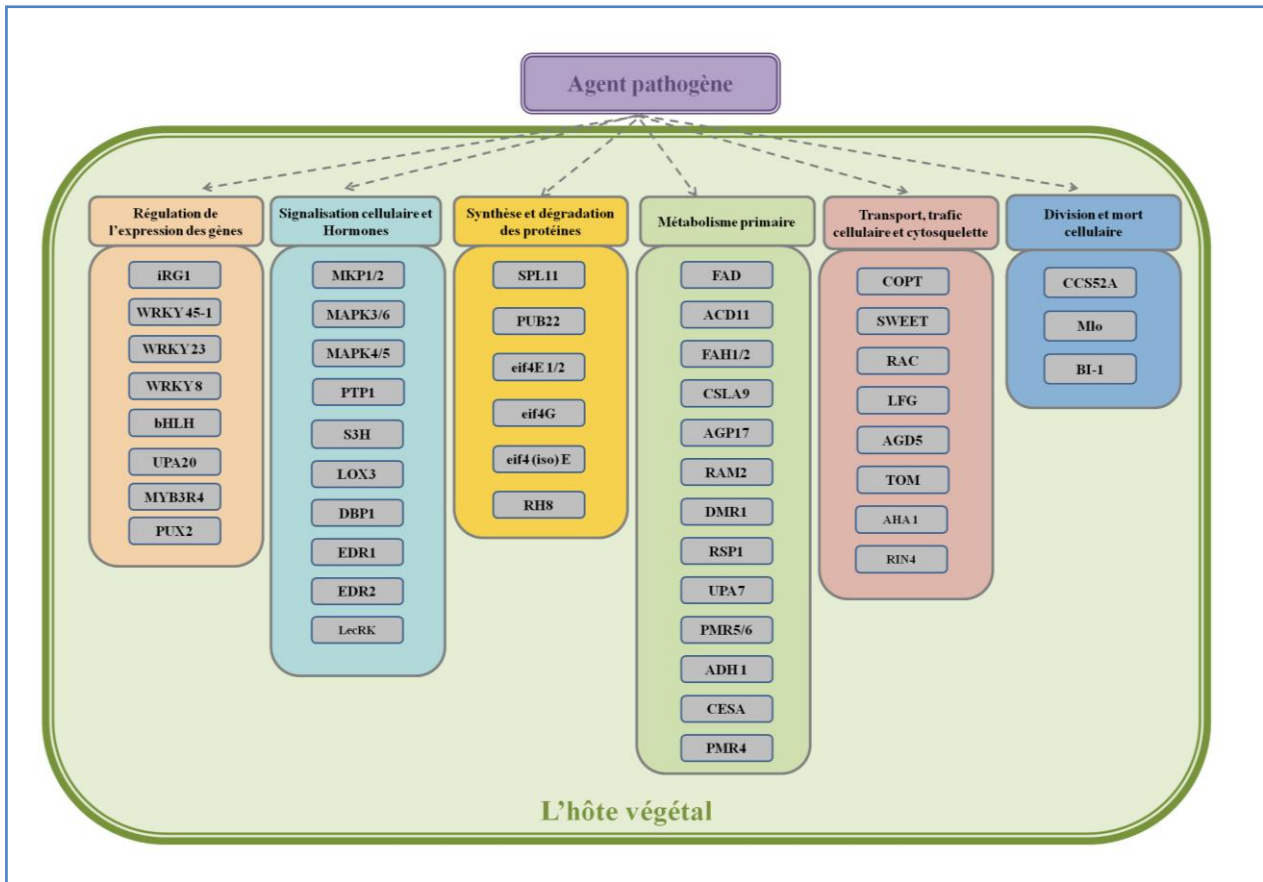 Agent pathogène
Régulation de
l'expression des gènes
iRG1
WRKY45-1
WRKY23
WRKY8
bHLH
UPA20
MYB3R4
PUX2
Signalisation cellulaire et
Hormones
MKP1/2
MAPK3/6
MAPK4/5
PTP1
S3H
LOX3
DBP1
EDR1
EDR2
LecRK
Synthèse et dégradation
des protéines
SPL11
PUB22
eif4E 1/2
eif4G
eif4 (iso) E
RH8
Métabolisme primaire
FAD
ACD11
FAH1/2
CSLA9
AGP17
RAM2
DMR1
RSP1
UPA7
PMR5/6
ADH 1
CESA
PMR4
Transport, trafic
cellulaire et cytosquelette
COPT
SWEET
RAC
LFG
AGD5
TOM
AHA 1
RIN4
Division et mort
cellulaire
CCS52A
Mlo
BI-1
L'hôte végétal